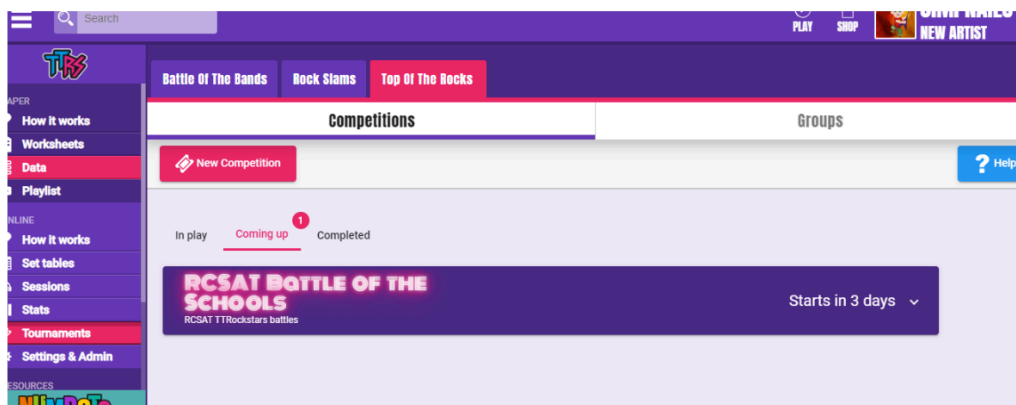 Search
PLAY
SHOP
NEW ARTIST
TTRS
Battle Of The Bands
Rock Slams
Top Of The Rocks
How it works
Worksheets
Data
Playlist
How it works
Set tables
Sessions
Stats
Tournaments
Settings & Admin
Competitions
Groups
New Competition
? Help
In play
Coming up
1
Completed
RCSAT Battle of the
Schools
RCSAT TTRockstars battles
Starts in 3 days